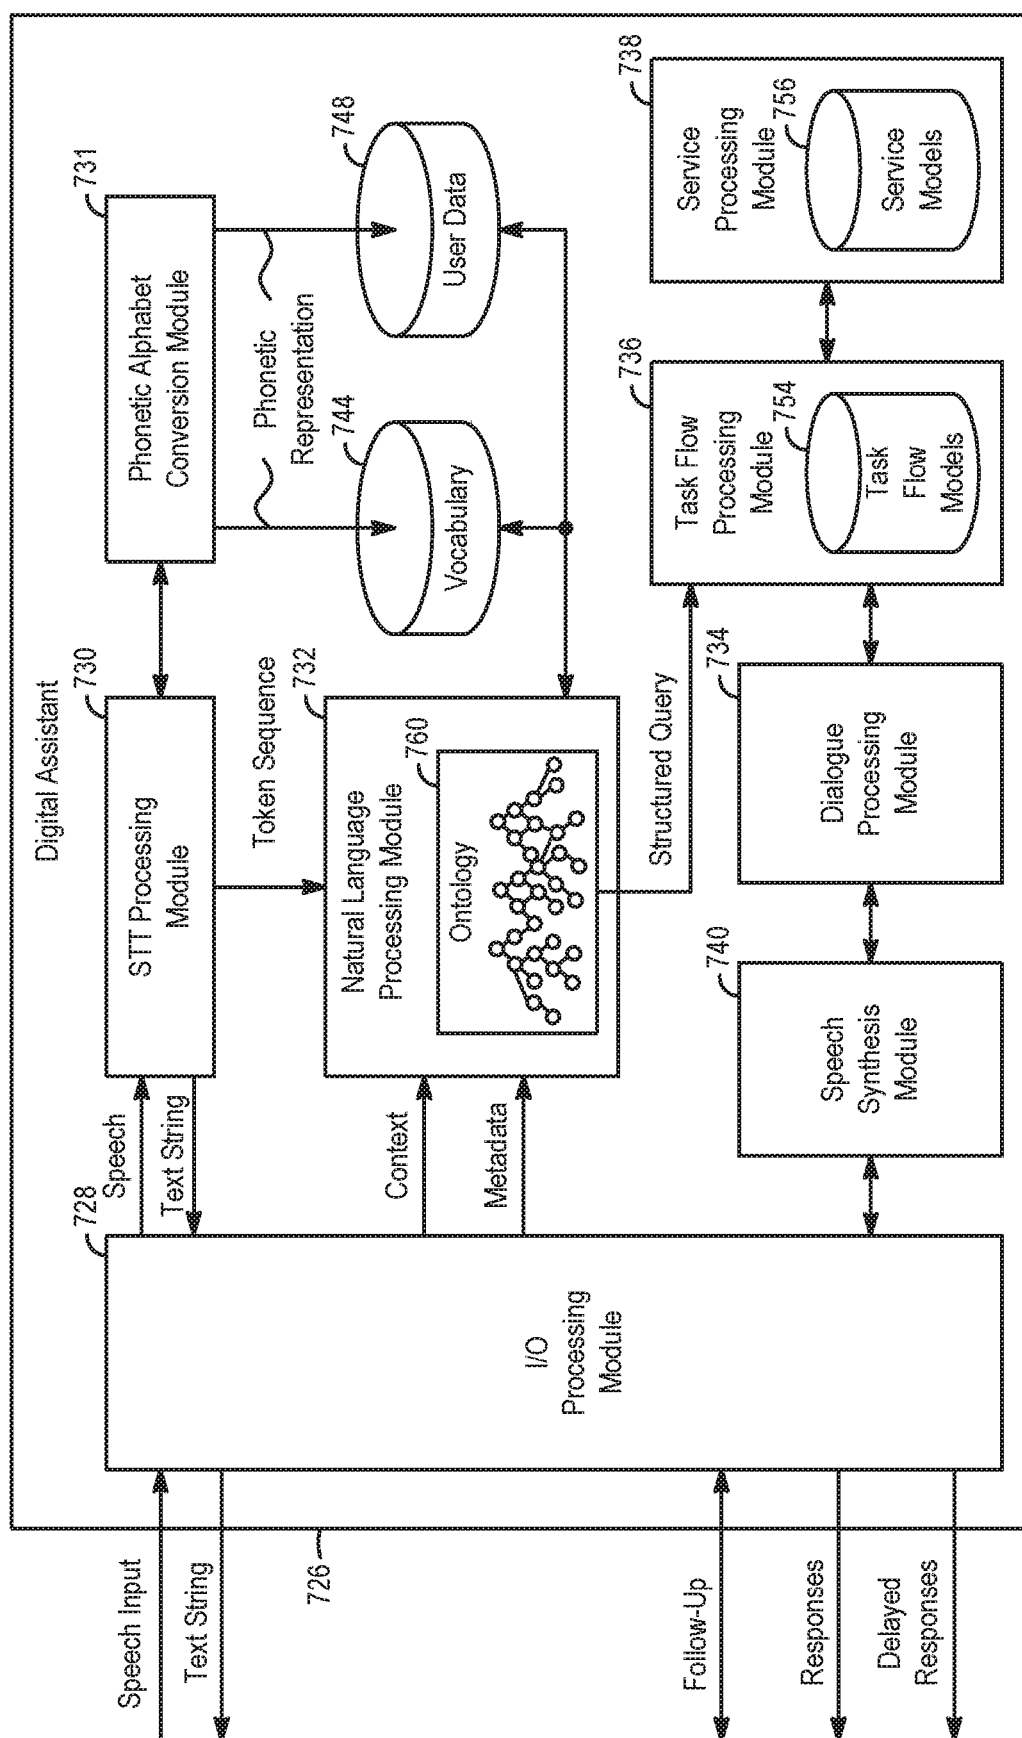 Digital Assistant
Speech Input
Text String
726
Follow-Up
Responses
Delayed
Responses
728
I/O
Processing
Module
Speech
Text String
Context
Metadata
730
STT Processing
Module
Token Sequence
731
Phonetic Alphabet
Conversion Module
Phonetic
Representation
744
Vocabulary
748
User Data
732
Natural Language
Processing Module
760
Ontology
Structured Query
740
Speech
Synthesis
Module
734
Dialogue
Processing
Module
736
Task Flow
Processing
Module
754
Task
Flow
Models
738
Service
Processing
Module
756
Service
Models